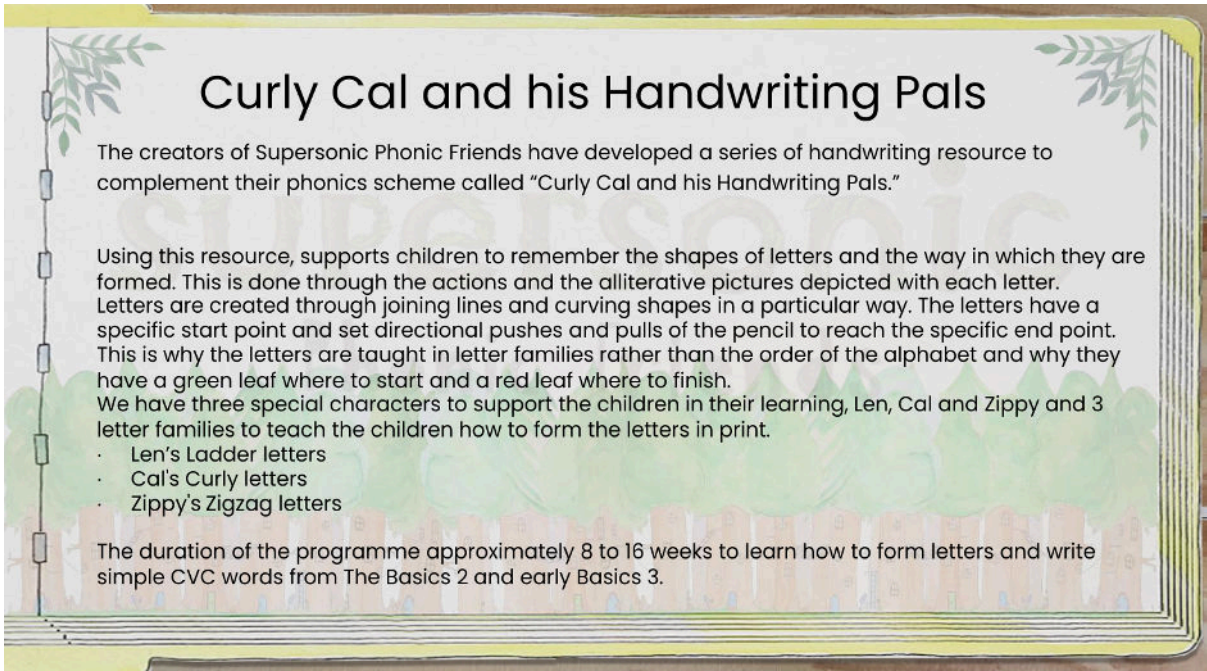 Curly Cal and his Handwriting Pals
The creators of Supersonic Phonic Friends have developed a series of handwriting resource to
complement their phonics scheme called “Curly Cal and his Handwriting Pals.”
supersonic
Using this resource, supports children to remember the shapes of letters and the way in which they are
formed. This is done through the actions and the alliterative pictures depicted with each letter.
Letters are created through joining lines and curving shapes in a particular way. The letters have a
specific start point and set directional pushes and pulls of the pencil to reach the specific end point.
This is why the letters are taught in letter families rather than the order of the alphabet and why they
have a green leaf where to start and a red leaf where to finish.
We have three special characters to support the children in their learning, Len, Cal and Zippy and 3
letter families to teach the children how to form the letters in print.
· Len’s Ladder letters
· Cal's Curly letters
· Zippy's Zigzag letters
The duration of the programme approximately 8 to 16 weeks to learn how to form letters and write
simple CVC words from The Basics 2 and early Basics 3.